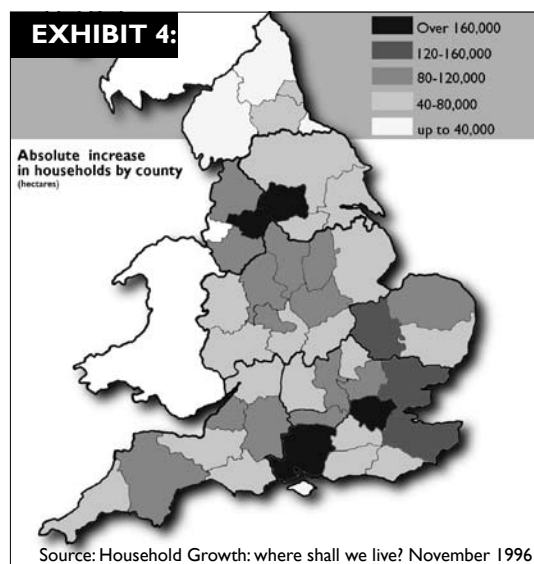 EXHIBIT 4:
Over 160,000
120-160,000
80-120,000
40-80,000
up to 40,000
Absolute increase
in households by county
(hectares)
Source: Household Growth: where shall we live? November 1996